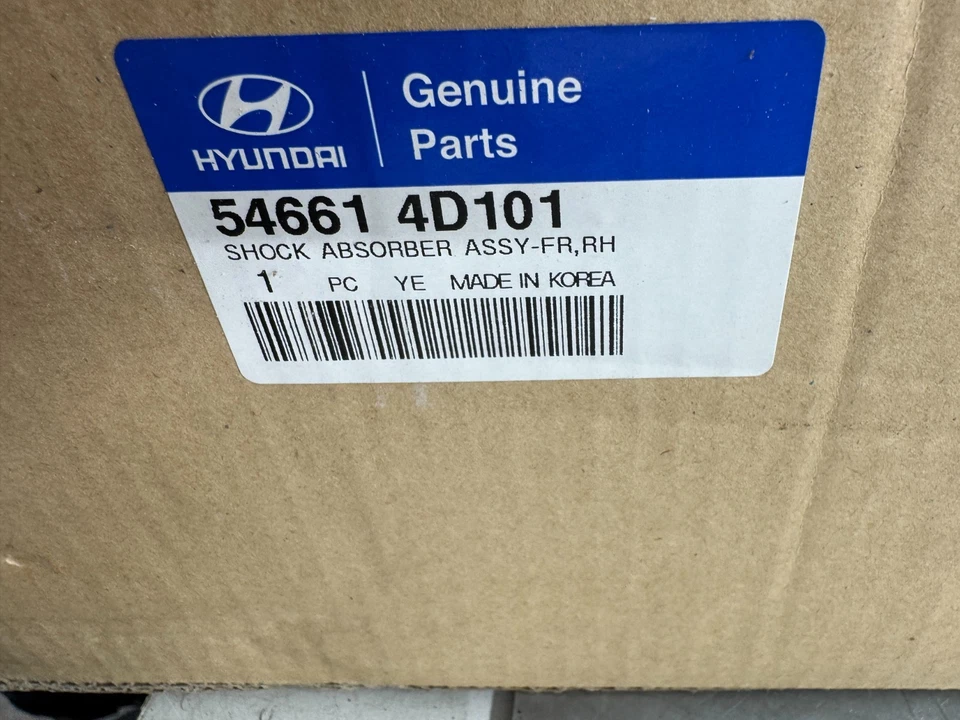 HYUNDAI
Genuine
Parts
54661 4D101
SHOCK ABSORBER ASSY-FR,RH
1 PC YE MADE IN KOREA